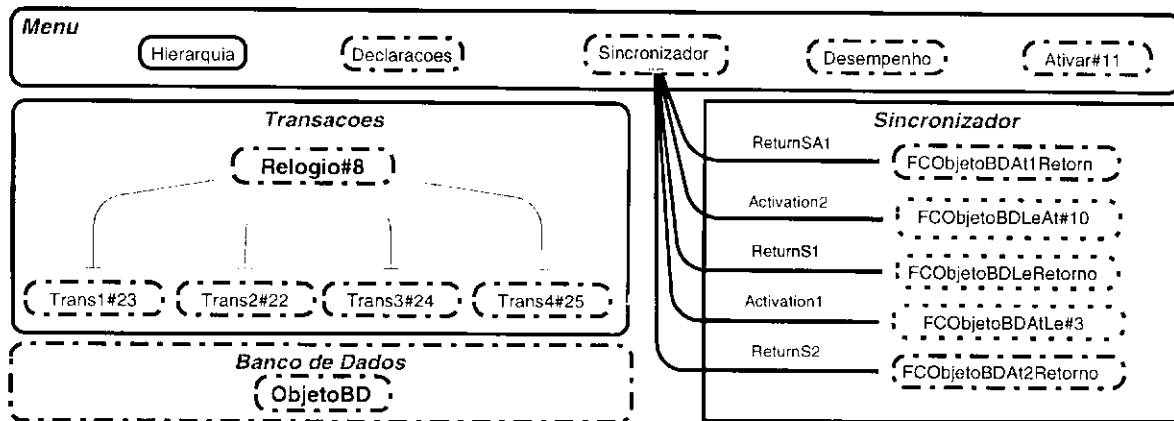 Menu
Hierarquia
Declaracoes
Sincronizador
Desempenho
Ativar#11
Transacoes
Relogio#8
Trans1#23
Trans2#22
Trans3#24
Trans4#25
Banco de Dados
ObjetoBD
Sincronizador
ReturnSA1
FCObjetoBDAt1Retorn
Activation2
FCObjetoBDLeAt#10
ReturnS1
FCObjetoBDLeRetorno
Activation1
FCObjetoBDAtLe#3
ReturnS2
FCObjetoBDAt2Retorno